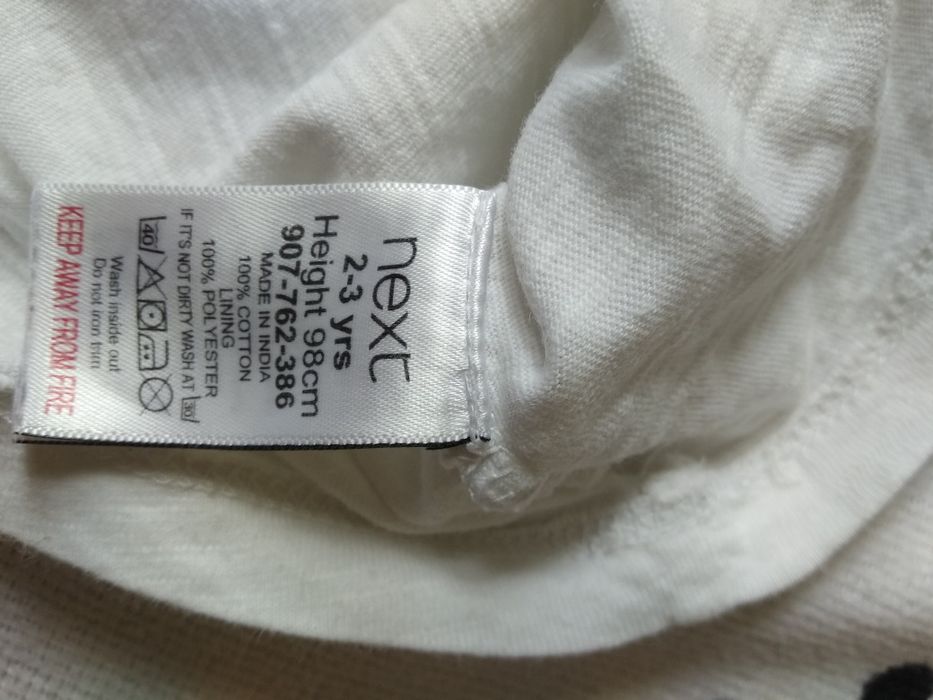 next
2-3 yrs
Height 98cm
907-762-386
MADE IN INDIA
100% COTTON
LINING
100% POLYESTER
IF IT'S NOT DIRTY WASH AT 30
40
Wash inside out
Do not iron trim
KEEP AWAY FROM FIRE